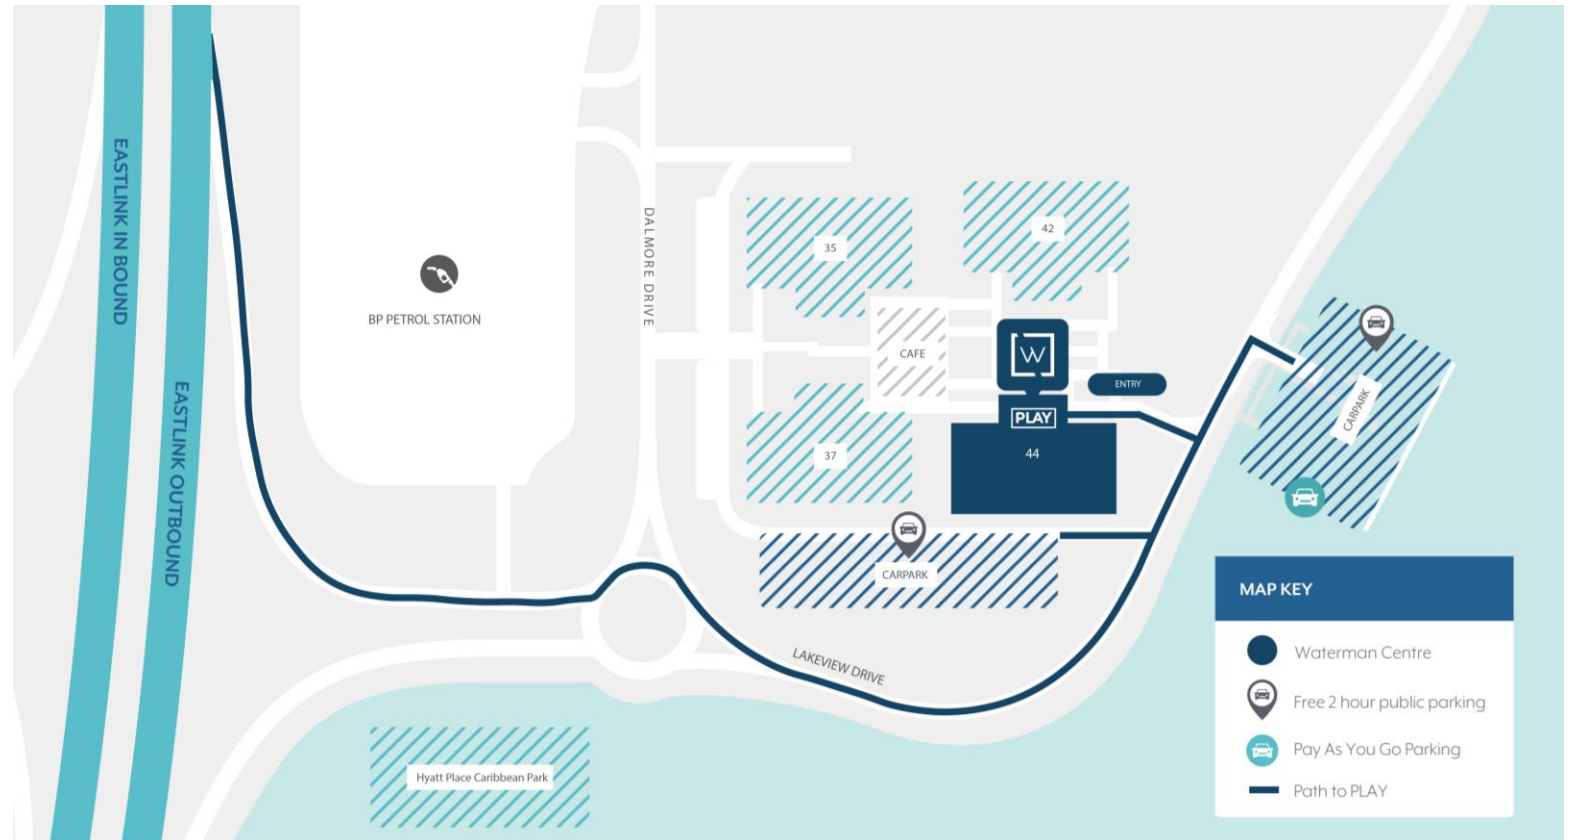 EASTLINK IN BOUND
EASTLINK OUTBOUND
BP PETROL STATION
DALMORE DRIVE
35
42
CAFE
W
ENTRY
PLAY
44
37
CARPARK
CARPARK
LAKEVIEW DRIVE
Hyatt Place Caribbean Park
MAP KEY
Waterman Centre
Free 2 hour public parking
Pay As You Go Parking
Path to PLAY